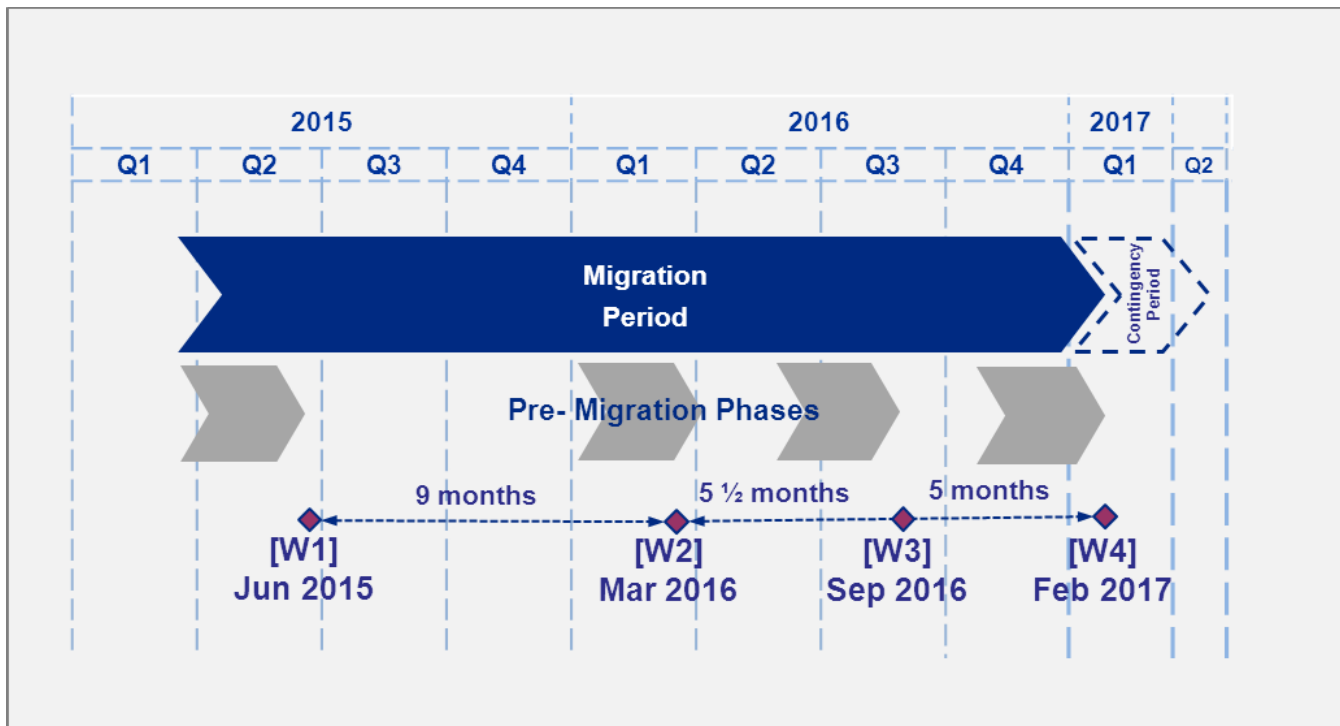 2015 2016 2017
Q1 Q2 Q3 Q4 Q1 Q2 Q3 Q4 Q1 Q2
Migration
Period
Contingency
Period
Pre- Migration Phases
9 months 5 ½ months 5 months
[W1] [W2] [W3] [W4]
Jun 2015 Mar 2016 Sep 2016 Feb 2017